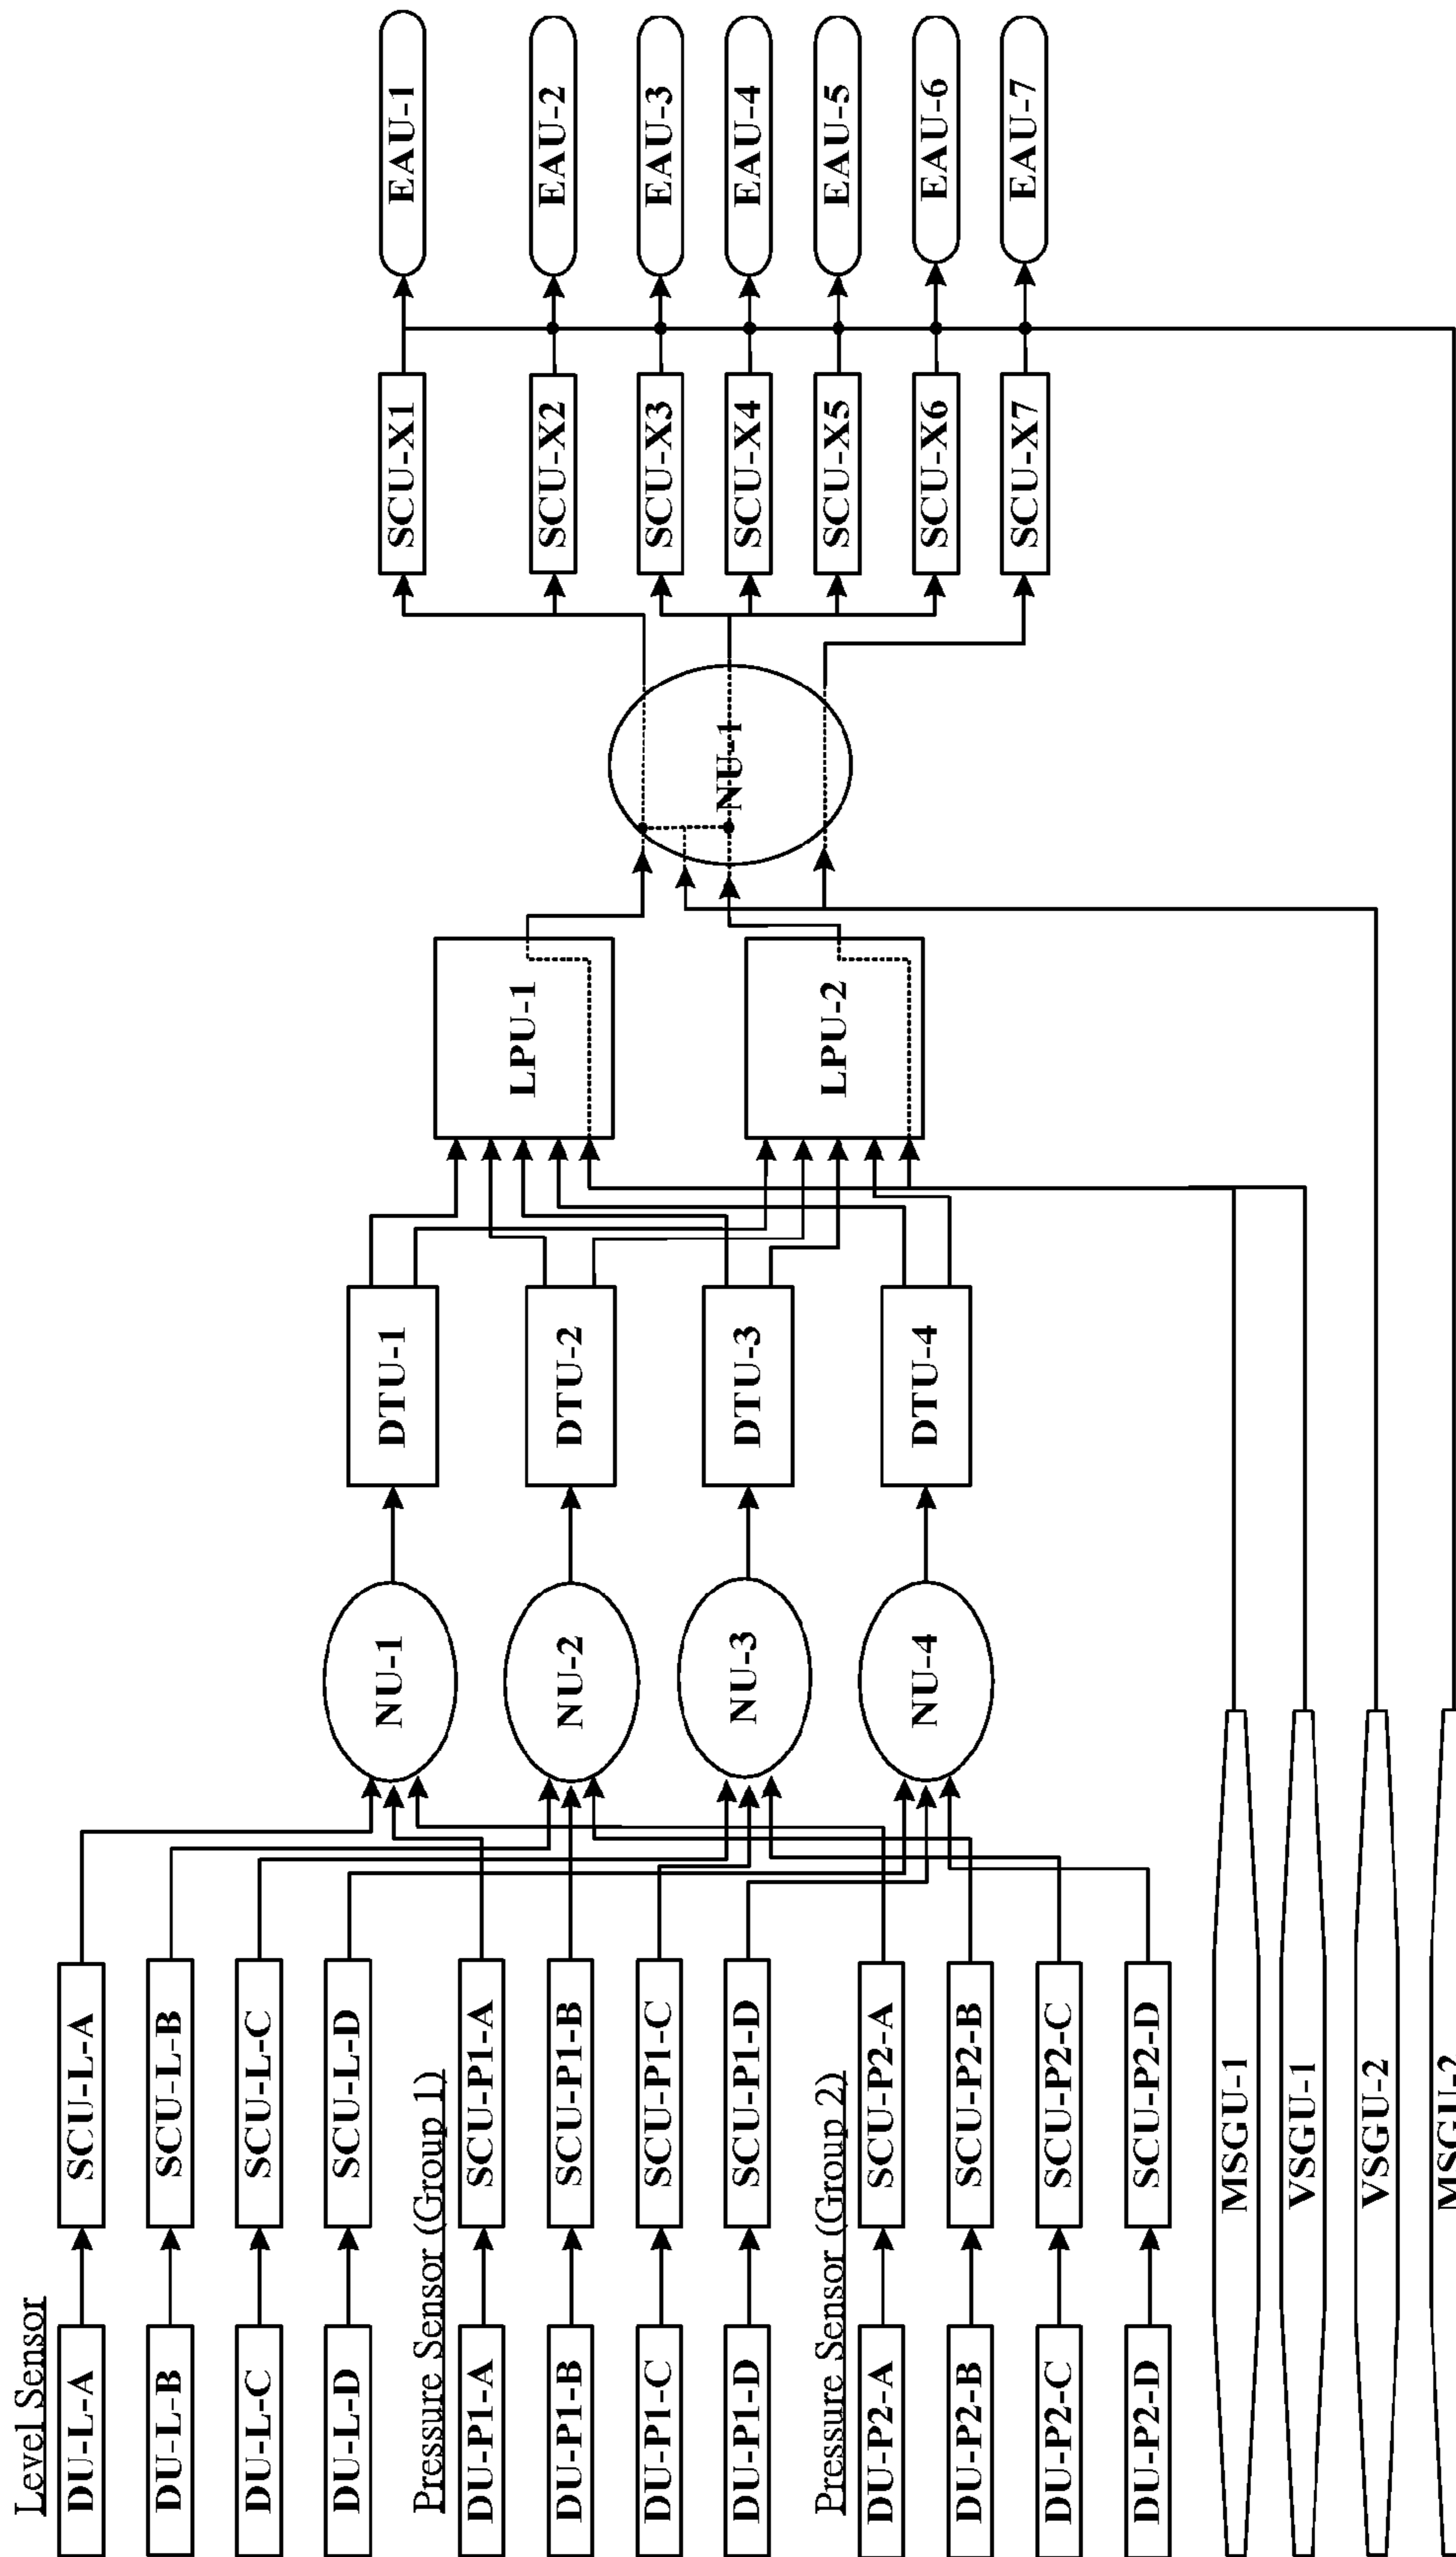 Level Sensor
DU-L-A
SCU-L-A
DU-L-B
SCU-L-B
DU-L-C
SCU-L-C
DU-L-D
SCU-L-D
Pressure Sensor (Group 1)
DU-P1-A
SCU-P1-A
DU-P1-B
SCU-P1-B
DU-P1-C
SCU-P1-C
DU-P1-D
SCU-P1-D
Pressure Sensor (Group 2)
DU-P2-A
SCU-P2-A
DU-P2-B
SCU-P2-B
DU-P2-C
SCU-P2-C
DU-P2-D
SCU-P2-D
MSGU-1
VSGU-1
VSGU-2
MSGU-2
NU-1
NU-2
NU-3
NU-4
DTU-1
DTU-2
DTU-3
DTU-4
LPU-1
LPU-2
NU-1
SCU-X1
SCU-X2
SCU-X3
SCU-X4
SCU-X5
SCU-X6
SCU-X7
EAU-1
EAU-2
EAU-3
EAU-4
EAU-5
EAU-6
EAU-7